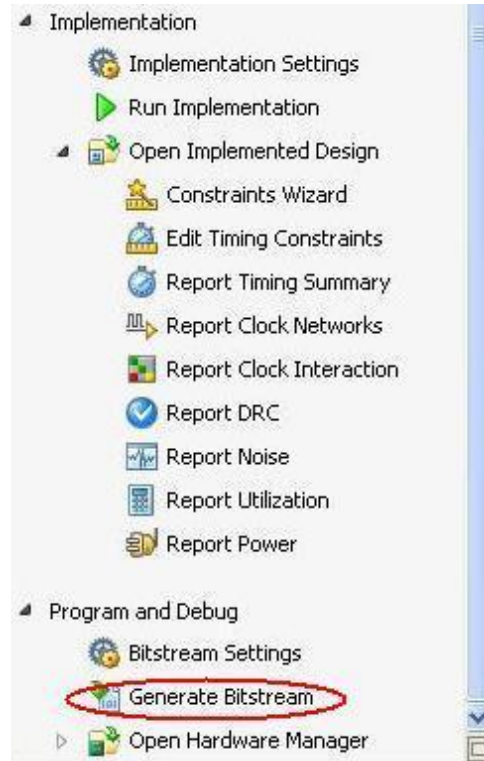 Implementation
Implementation Settings
Run Implementation
Open Implemented Design
Constraints Wizard
Edit Timing Constraints
Report Timing Summary
Report Clock Networks
Report Clock Interaction
Report DRC
Report Noise
Report Utilization
Report Power
Program and Debug
Bitstream Settings
Generate Bitstream
Open Hardware Manager